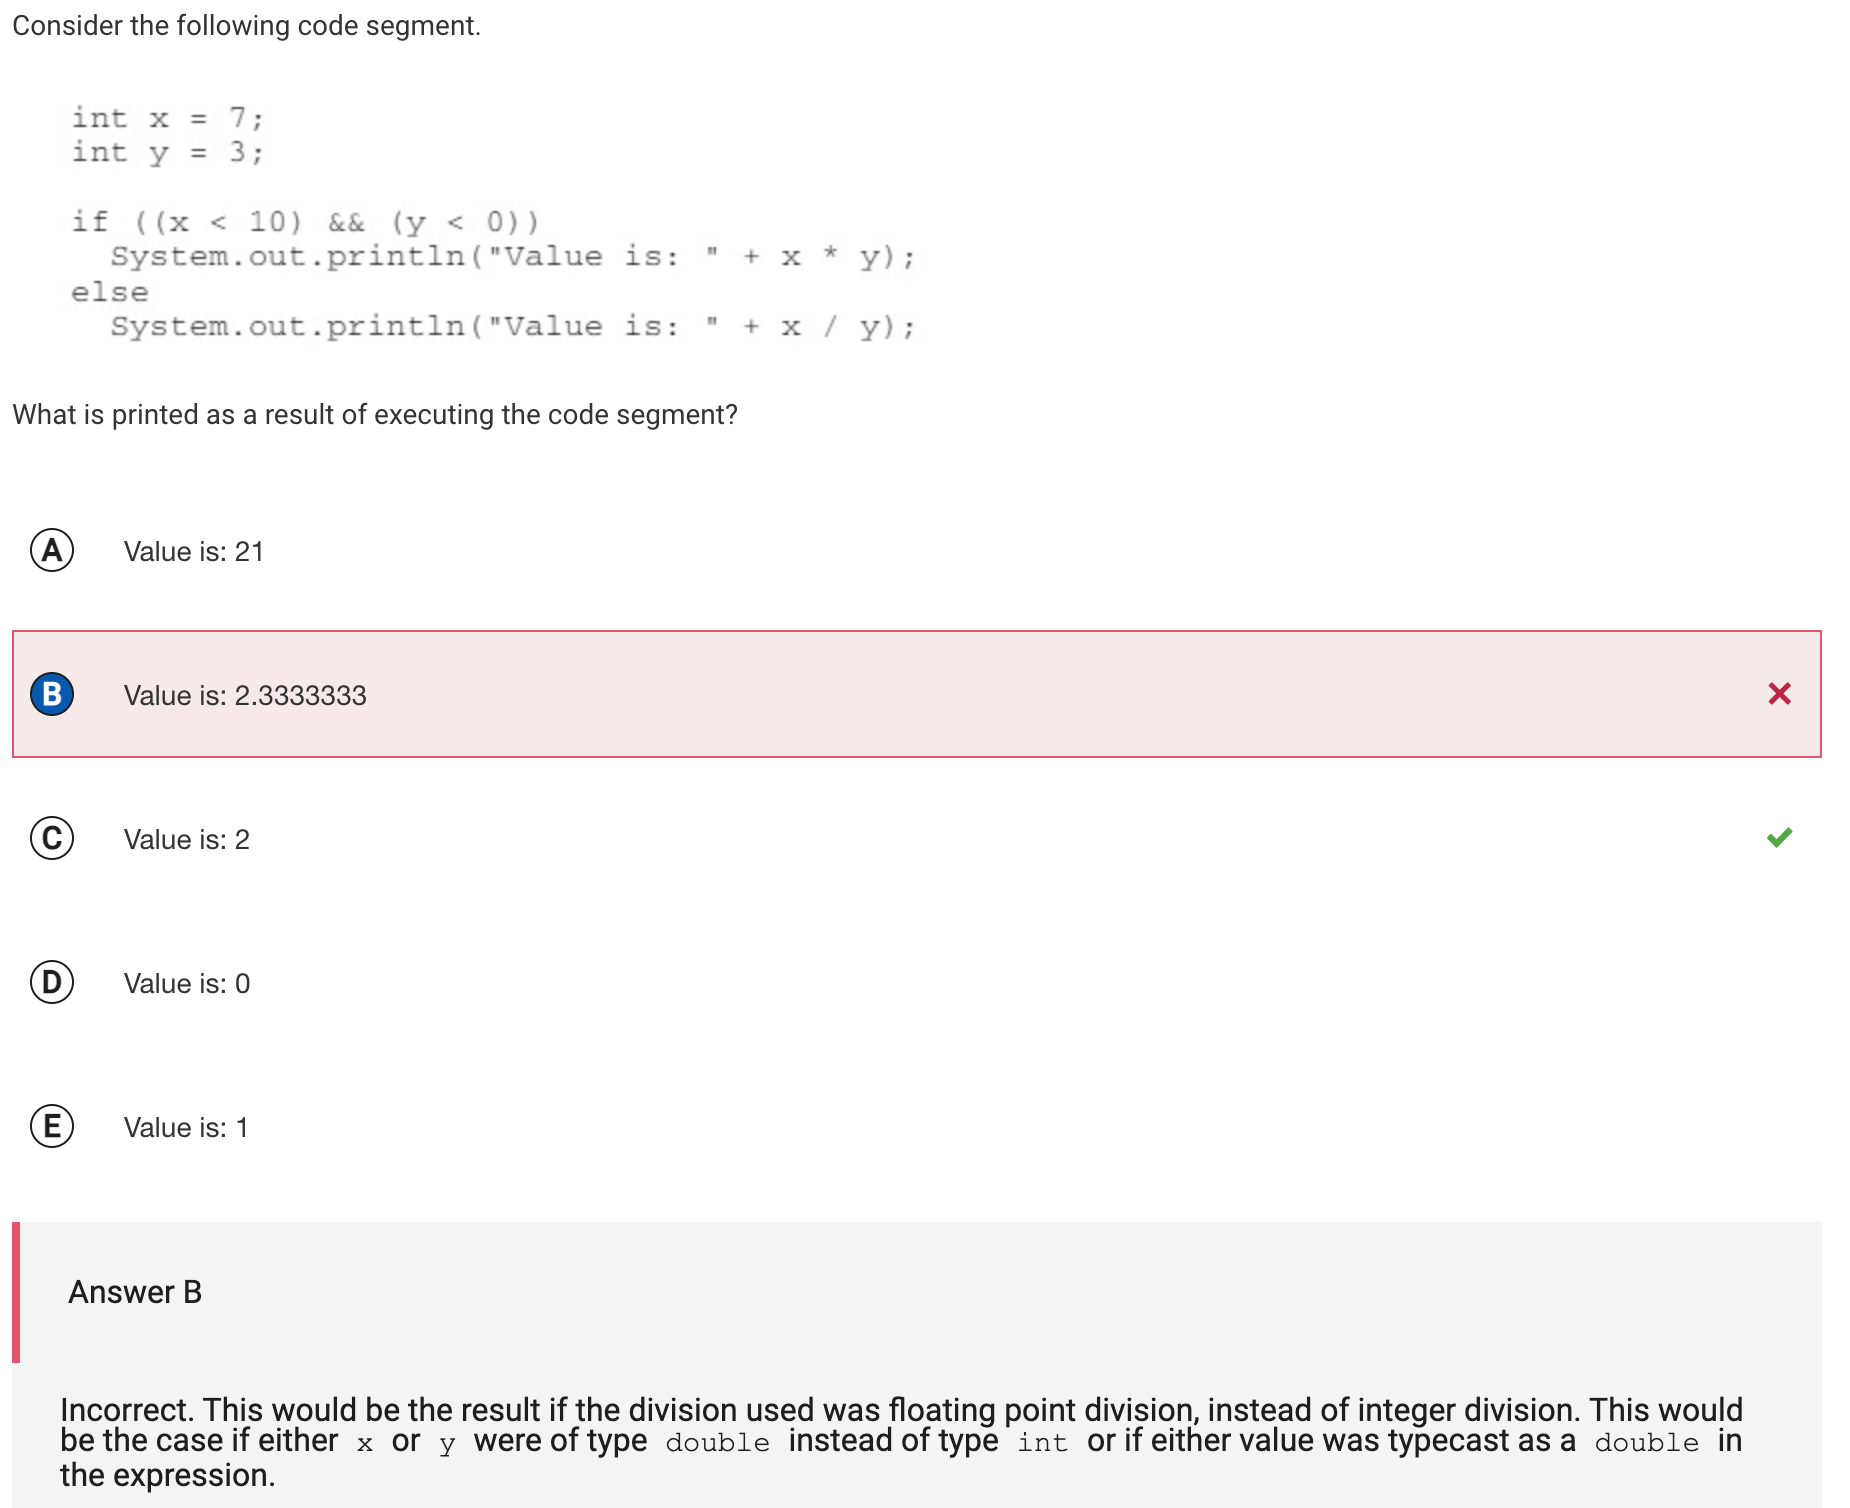 Consider the following code segment.
int x = 7;
int y = 3;
if ((x < 10) && (y < 0))
  System.out.println("Value is: " + x * y);
else
  System.out.println("Value is: " + x / y);
What is printed as a result of executing the code segment?
A Value is: 21
B Value is: 2.3333333
C Value is: 2
D Value is: 0
E Value is: 1
Answer B
Incorrect. This would be the result if the division used was floating point division, instead of integer division. This would
be the case if either x or y were of type double instead of type int or if either value was typecast as a double in
the expression.